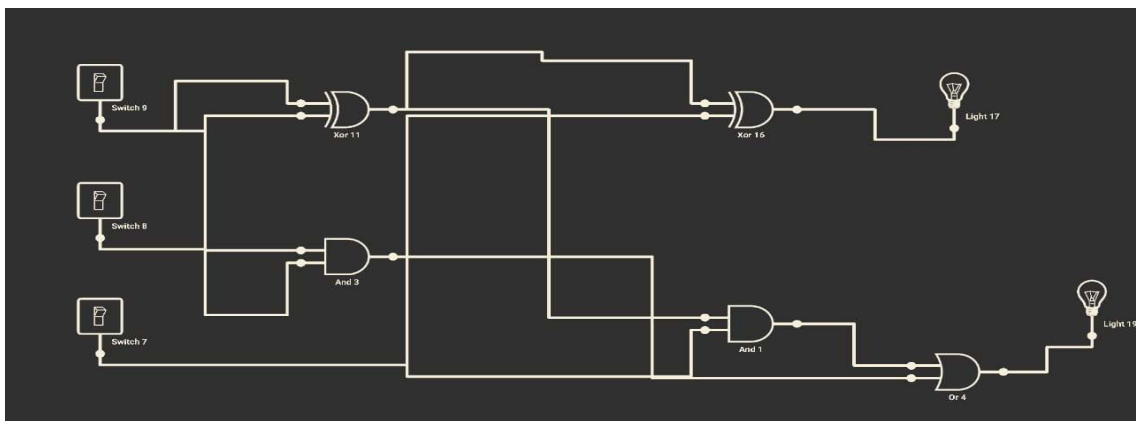 Switch 9
Xor 11
Xor 16
Light 17
Switch 8
And 3
Switch 7
And 1
Light 19
Or 4